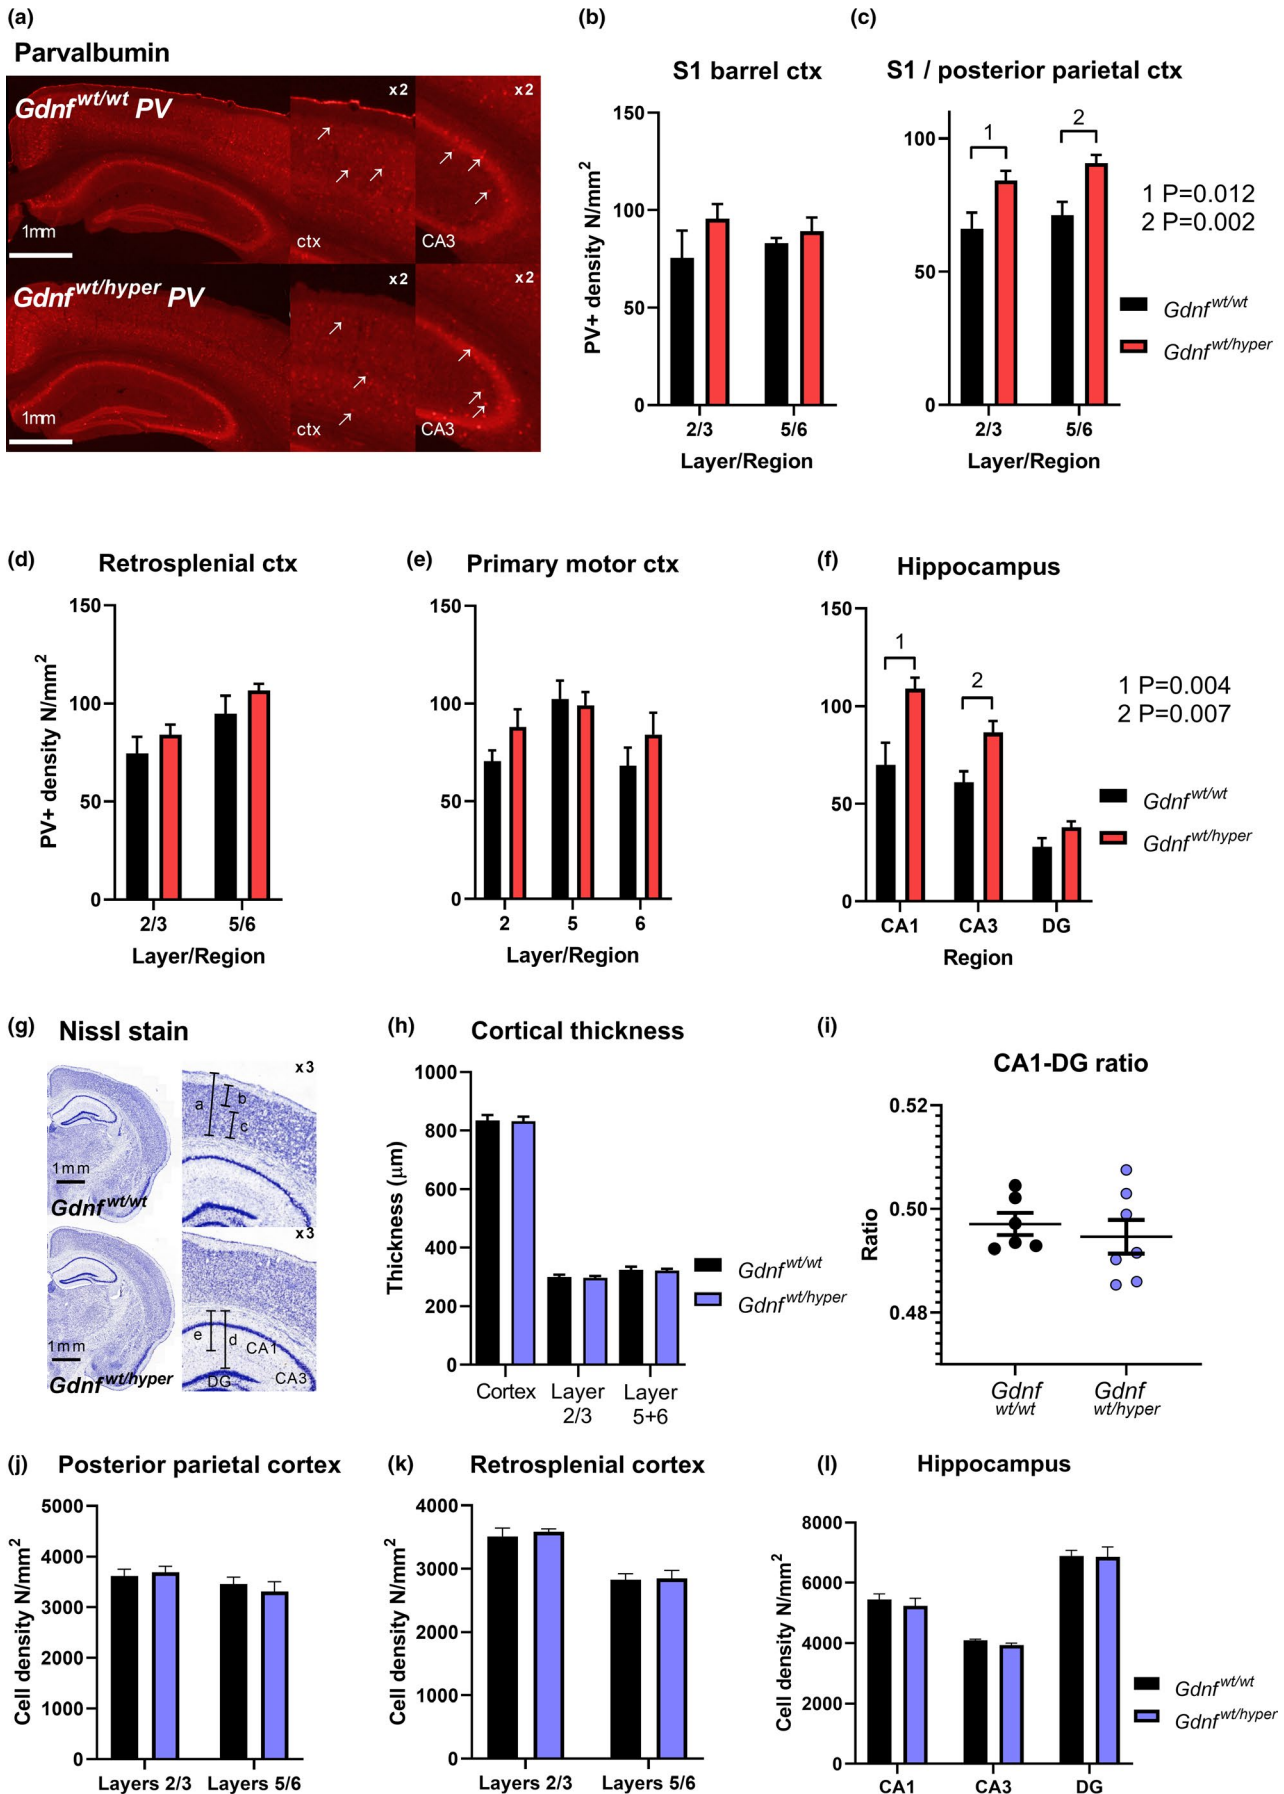 (a)
Parvalbumin
Gdnf wt/wt PV
x2
x2
1mm
ctx
CA3
Gdnf wt/hyper PV
x2
x2
1mm
ctx
CA3
(b)
S1 barrel ctx
PV+ density N/mm2
150
100
50
0
2/3 5/6
Layer/Region
(c)
S1 / posterior parietal ctx
100
50
0
1
2
1 P=0.012
2 P=0.002
Gdnf wt/wt
Gdnf wt/hyper
2/3 5/6
Layer/Region
(d)
Retrosplenial ctx
PV+ density N/mm2
150
100
50
0
2/3 5/6
Layer/Region
(e)
Primary motor ctx
150
100
50
0
2 5 6
Layer/Region
(f)
Hippocampus
150
100
50
0
1
2
1 P=0.004
2 P=0.007
Gdnf wt/wt
Gdnf wt/hyper
CA1 CA3 DG
Region
(g)
Nissl stain
x3
a
b
c
1mm
Gdnf wt/wt
x3
e
d
CA1
CA3
DG
1mm
Gdnf wt/hyper
(h)
Cortical thickness
Thickness (μm)
1000
800
600
400
200
0
Cortex Layer 2/3 Layer 5+6
Gdnf wt/wt
Gdnf wt/hyper
(i)
CA1-DG ratio
Ratio
0.52
0.50
0.48
Gdnf wt/wt
Gdnf wt/hyper
(j)
Posterior parietal cortex
Cell density N/mm2
5000
4000
3000
2000
1000
0
Layers 2/3 Layers 5/6
(k)
Retrosplenial cortex
Cell density N/mm2
4000
3000
2000
1000
0
Layers 2/3 Layers 5/6
(l)
Hippocampus
Cell density N/mm2
8000
6000
4000
2000
0
CA1 CA3 DG
Gdnf wt/wt
Gdnf wt/hyper